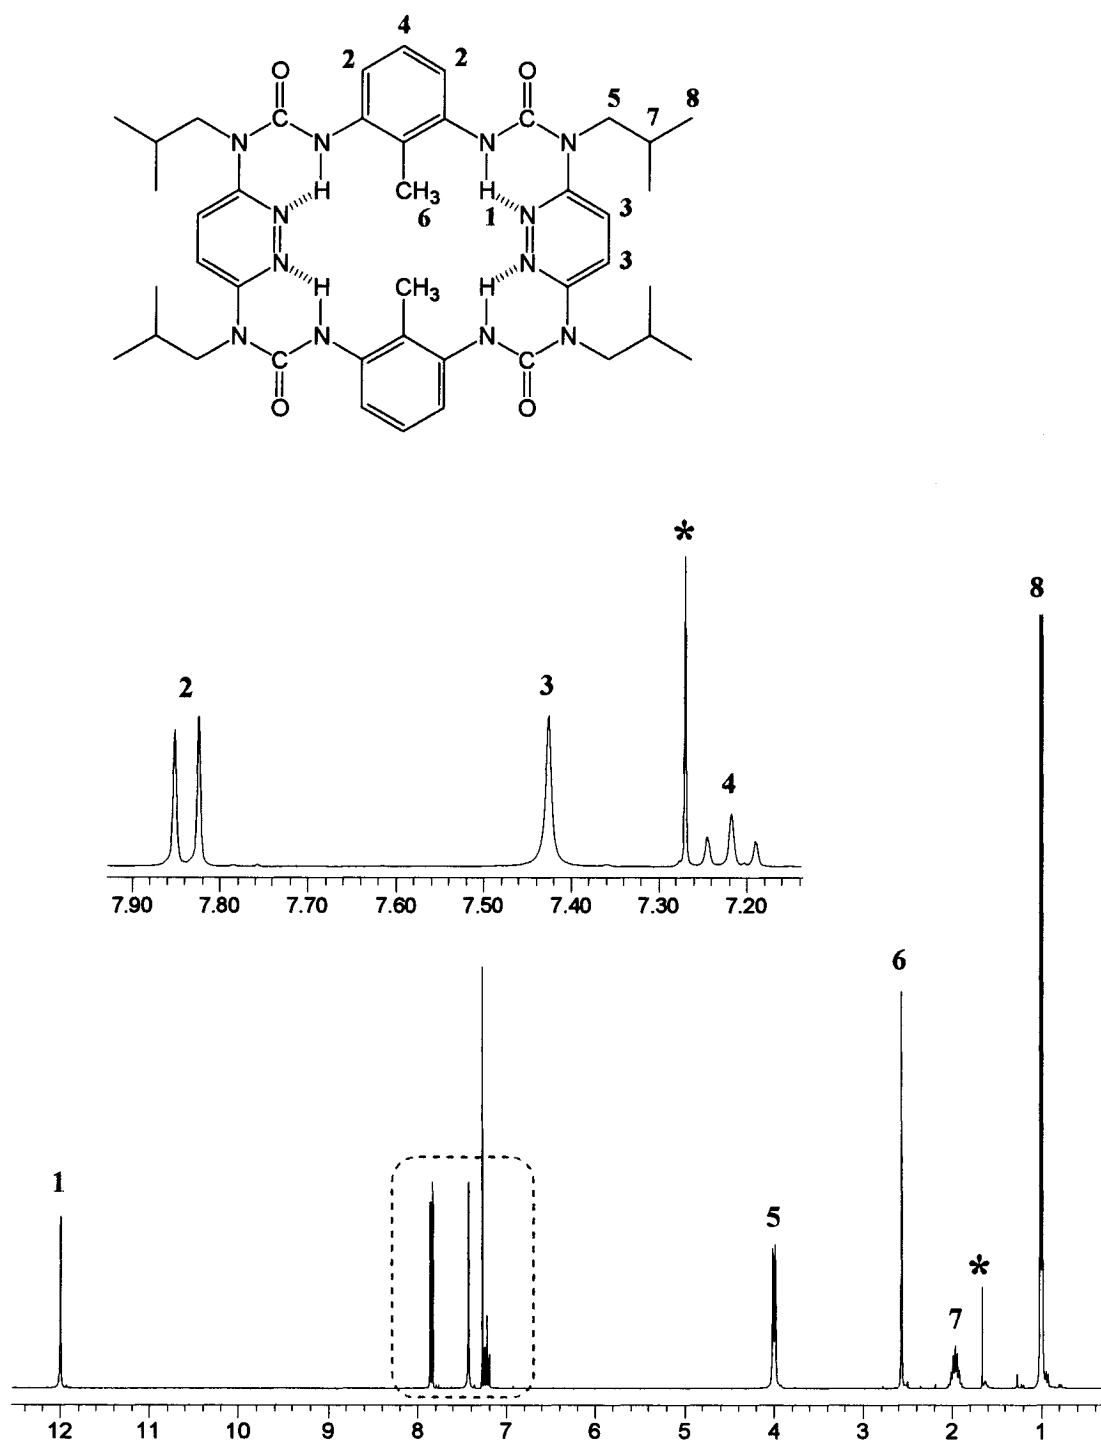 4
2 2
O O 5 8
C C 7
N N N N
H H
CH3
N 6 1 N 3
N N 3
H CH3 H
N N N N
C C
O O
*
8
2 3
4
7.90 7.80 7.70 7.60 7.50 7.40 7.30 7.20
6
1
5
*
7
12 11 10 9 8 7 6 5 4 3 2 1